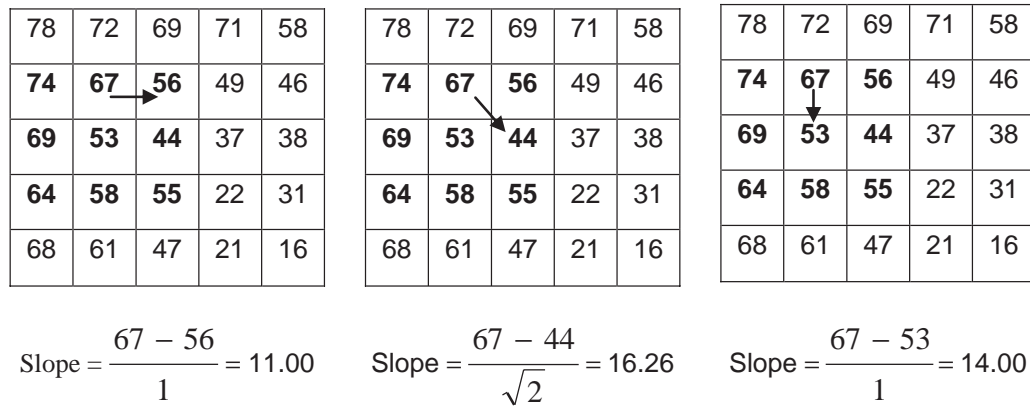 78 72 69 71 58
74 67 56 49 46
69 53 44 37 38
64 58 55 22 31
68 61 47 21 16
Slope = 67 − 56 / 1 = 11.00
78 72 69 71 58
74 67 56 49 46
69 53 44 37 38
64 58 55 22 31
68 61 47 21 16
Slope = 67 − 44 / √2 = 16.26
78 72 69 71 58
74 67 56 49 46
69 53 44 37 38
64 58 55 22 31
68 61 47 21 16
Slope = 67 − 53 / 1 = 14.00